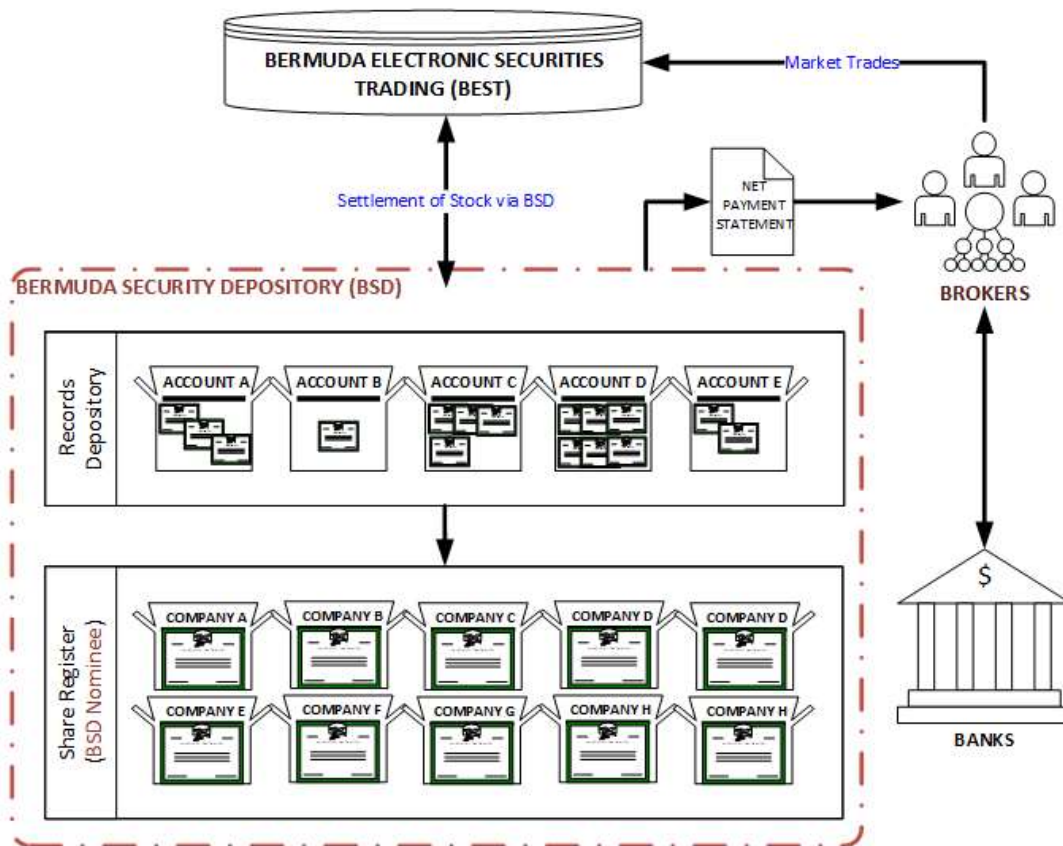 BERMUDA ELECTRONIC SECURITIES
TRADING (BEST)
Market Trades
Settlement of Stock via BSD
NET
PAYMENT
STATEMENT
BROKERS
BERMUDA SECURITY DEPOSITORY (BSD)
Records
Depository
ACCOUNT A
ACCOUNT B
ACCOUNT C
ACCOUNT D
ACCOUNT E
Share Register
(BSD Nominee)
COMPANY A
COMPANY B
COMPANY C
COMPANY D
COMPANY D
COMPANY E
COMPANY F
COMPANY G
COMPANY H
COMPANY H
$
BANKS